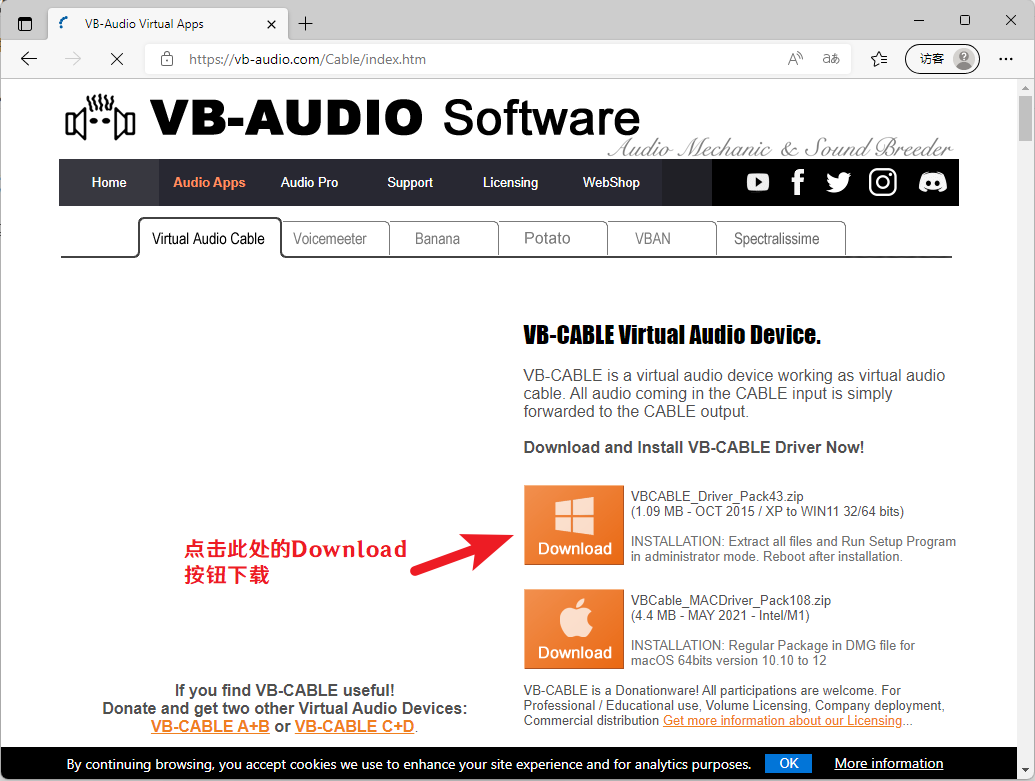 VB-Audio Virtual Apps
https://vb-audio.com/Cable/index.htm
A
aあ
访客
VB-AUDIO Software
Audio Mechanic & Sound Breeder
Home
Audio Apps
Audio Pro
Support
Licensing
WebShop
Virtual Audio Cable
Voicemeeter
Banana
Potato
VBAN
Spectralissime
VB-CABLE Virtual Audio Device.
VB-CABLE is a virtual audio device working as virtual audio
cable. All audio coming in the CABLE input is simply
forwarded to the CABLE output.
Download and Install VB-CABLE Driver Now!
Download
VBCABLE_Driver_Pack43.zip
(1.09 MB - OCT 2015 / XP to WIN11 32/64 bits)
INSTALLATION: Extract all files and Run Setup Program
in administrator mode. Reboot after installation.
点击此处的Download
按钮下载
Download
VBCable_MACDriver_Pack108.zip
(4.4 MB - MAY 2021 - Intel/M1)
INSTALLATION: Regular Package in DMG file for
macOS 64bits version 10.10 to 12
If you find VB-CABLE useful!
Donate and get two other Virtual Audio Devices:
VB-CABLE A+B or VB-CABLE C+D.
VB-CABLE is a Donationware! All participations are welcome. For
Professional / Educational use, Volume Licensing, Company deployment,
Commercial distribution Get more information about our Licensing...
By continuing browsing, you accept cookies we use to enhance your site experience and for analytics purposes.
OK
More information